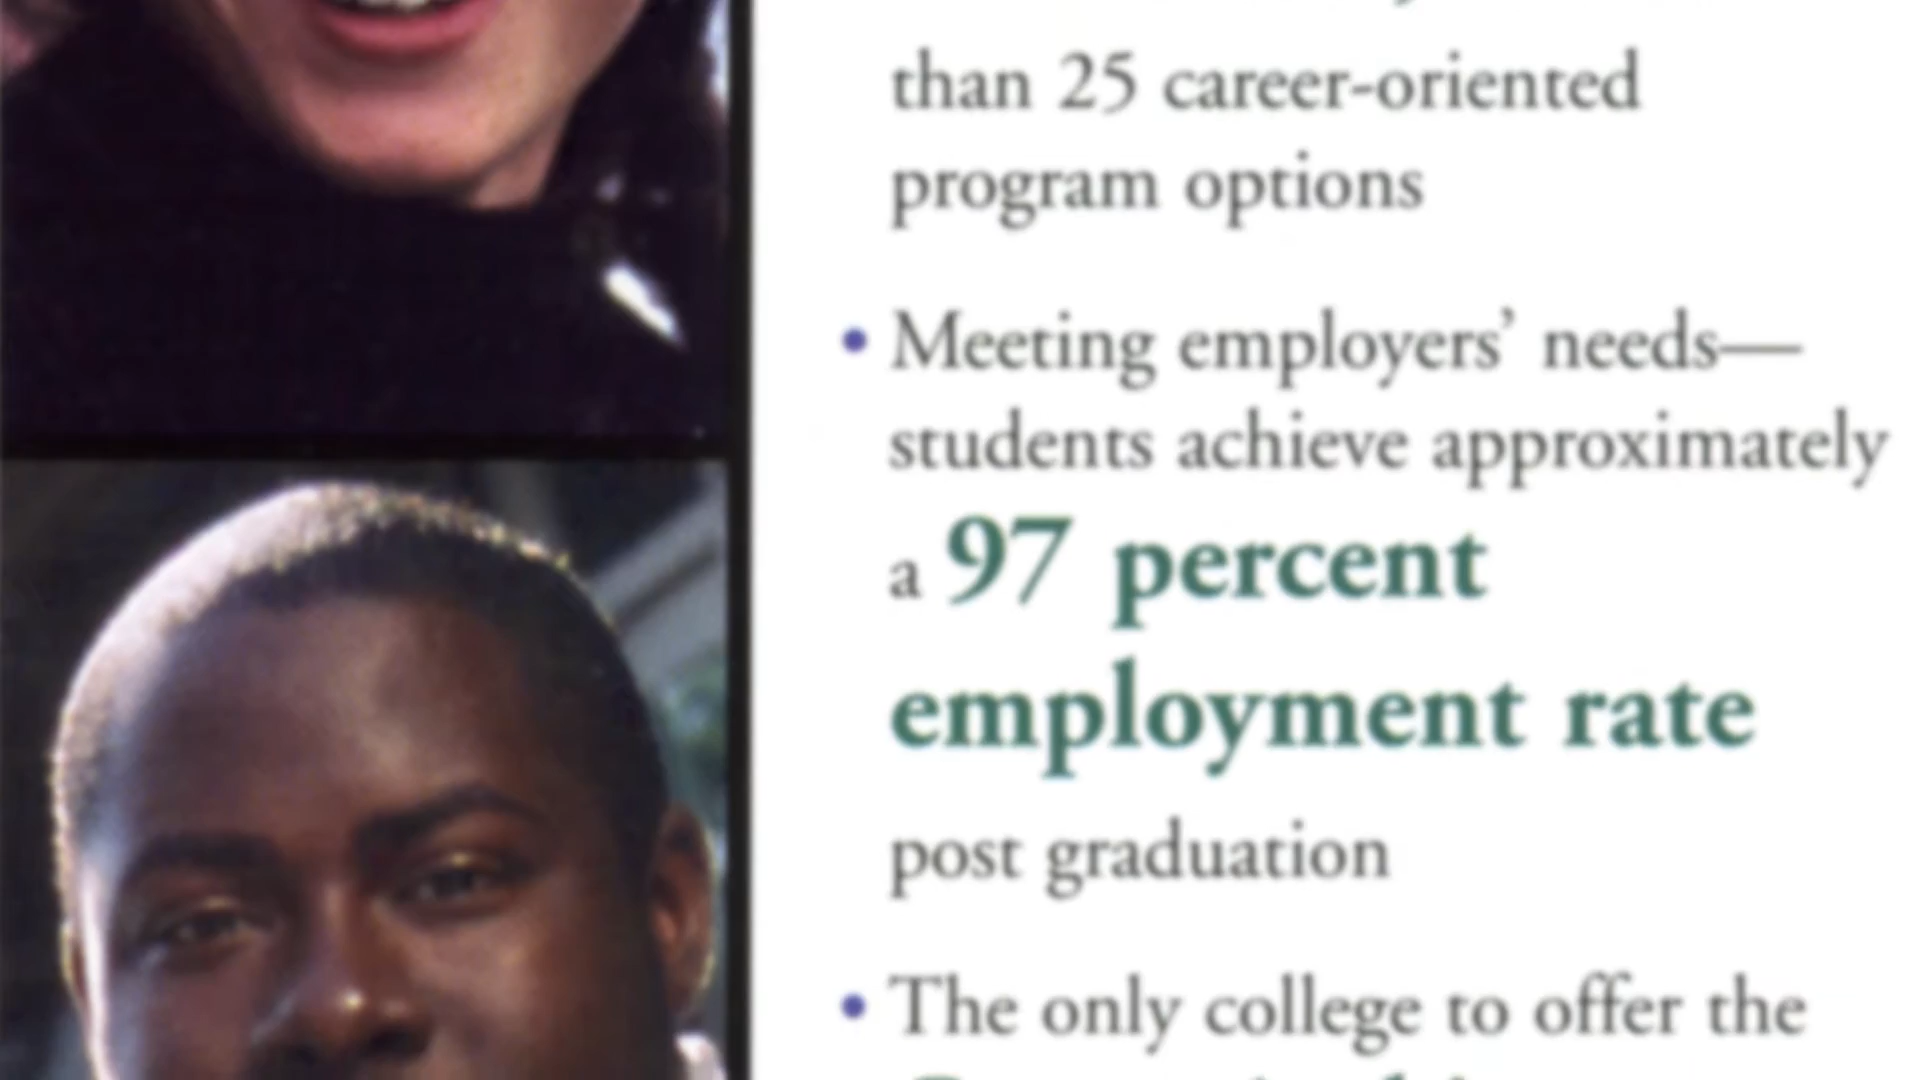 than 25 career-oriented
program options
• Meeting employers’ needs—
students achieve approximately
a 97 percent
employment rate
post graduation
• The only college to offer the